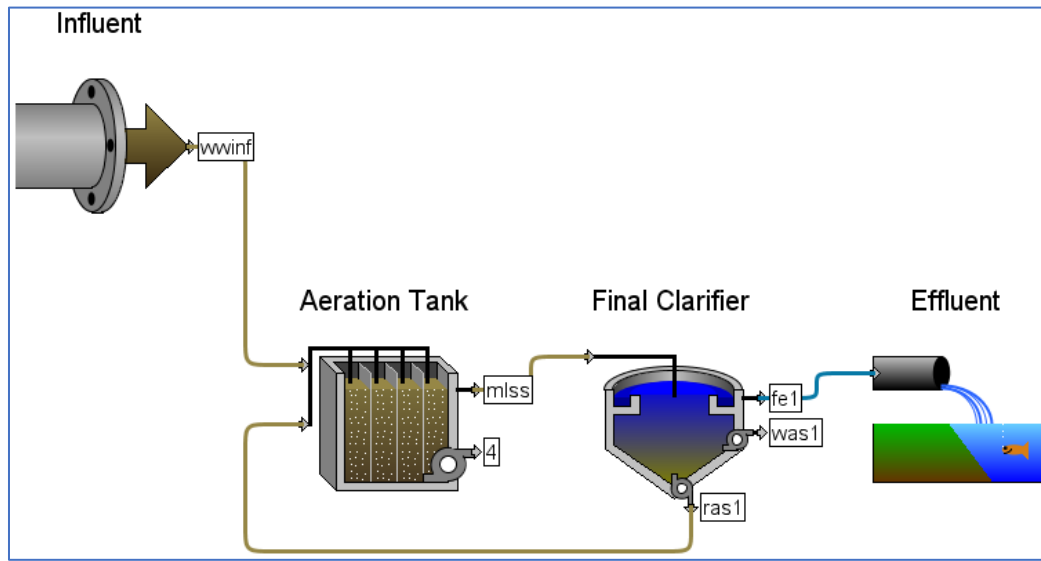 Influent
wwinf
Aeration Tank
Final Clarifier
Effluent
mlss
fe1
4
was1
ras1